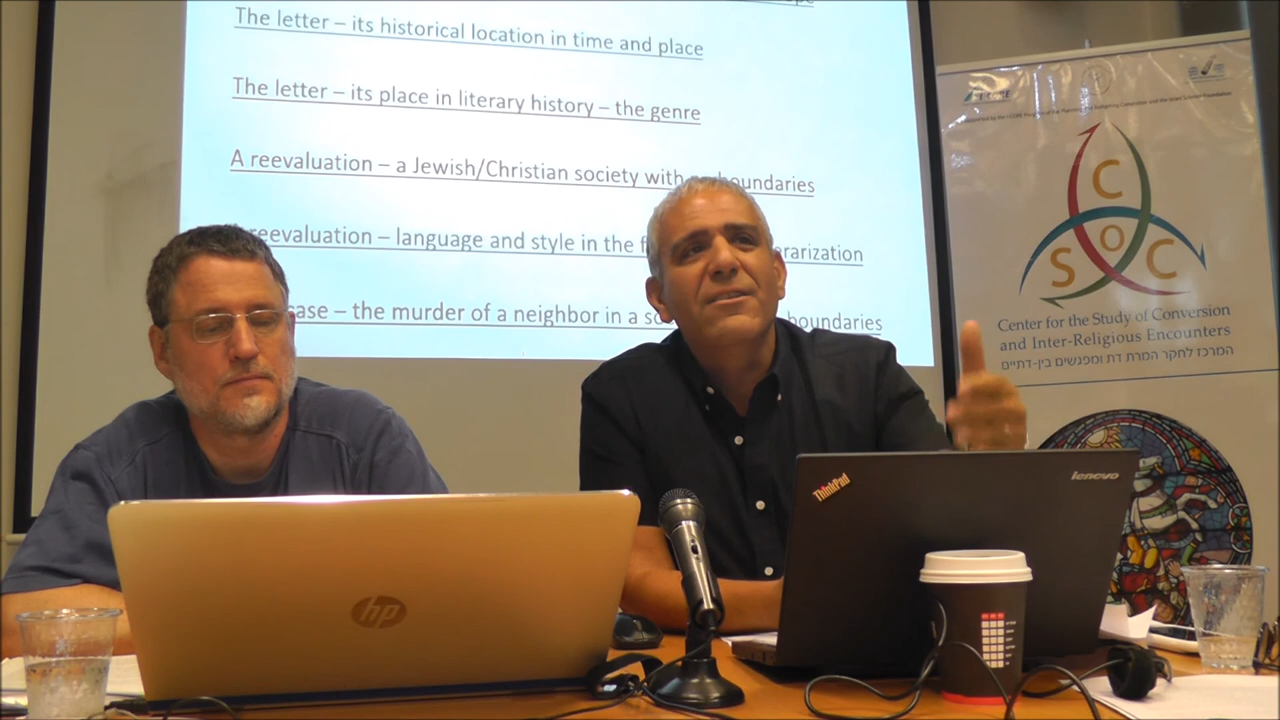 The letter – its historical location in time and place
The letter – its place in literary history – the genre
A reevaluation – a Jewish/Christian society with boundaries
reevaluation – language and style in the
case – the murder of a neighbor in a boundaries
C
S O C
Center for the Study of Conversion
and Inter-Religious Encounters
המרכז לחקר המרת דת ומפגשים בין-דתיים
ThinkPad
lenovo
hp